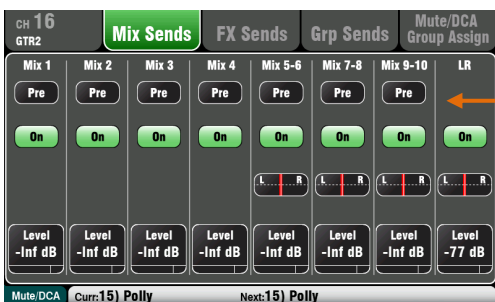 CH 16
GTR2
Mix Sends
FX Sends
Grp Sends
Mute/DCA
Group Assign
Mix 1 Mix 2 Mix 3 Mix 4 Mix 5-6 Mix 7-8 Mix 9-10 LR
Pre Pre Pre Pre Pre Pre Pre
On On On On On On On On
L R L R L R L R
Level Level Level Level Level Level Level Level
-Inf dB -Inf dB -Inf dB -Inf dB -Inf dB -Inf dB -Inf dB -77 dB
Mute/DCA Curr:15) Polly Next:15) Polly